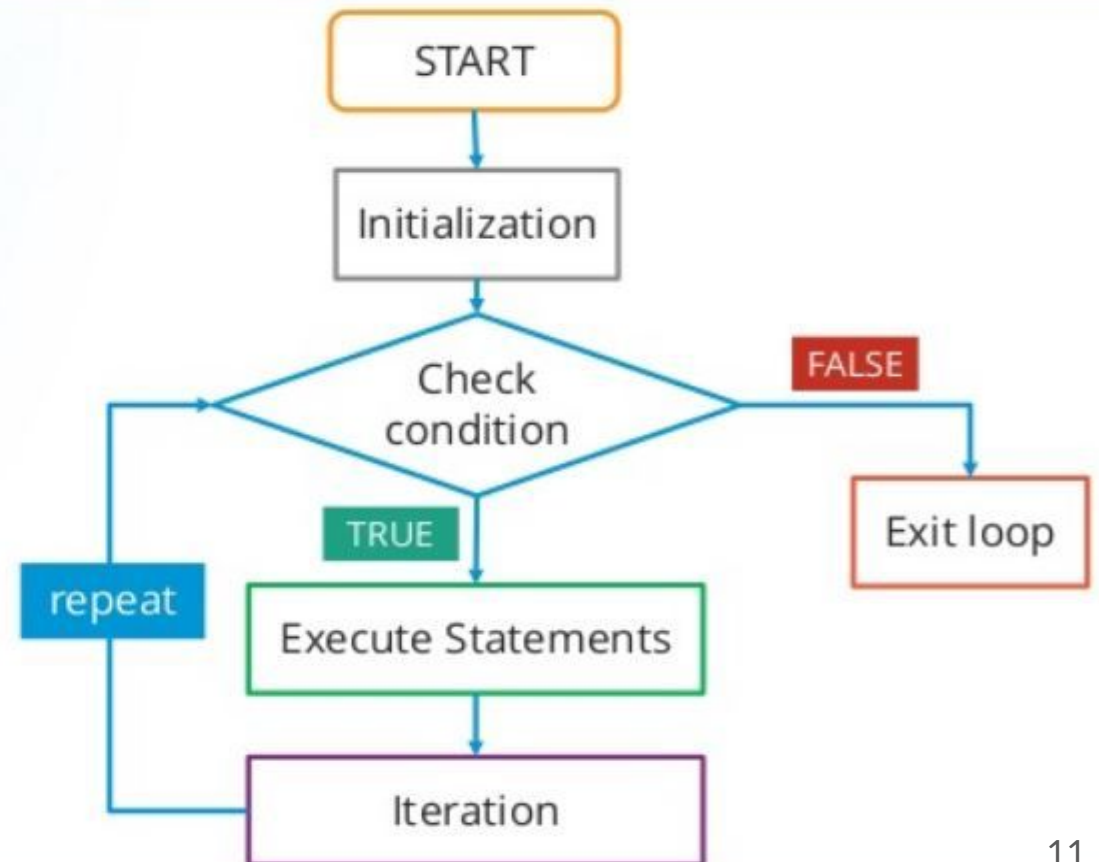 START
Initialization
Check
condition
FALSE
TRUE
Exit loop
repeat
Execute Statements
Iteration
11